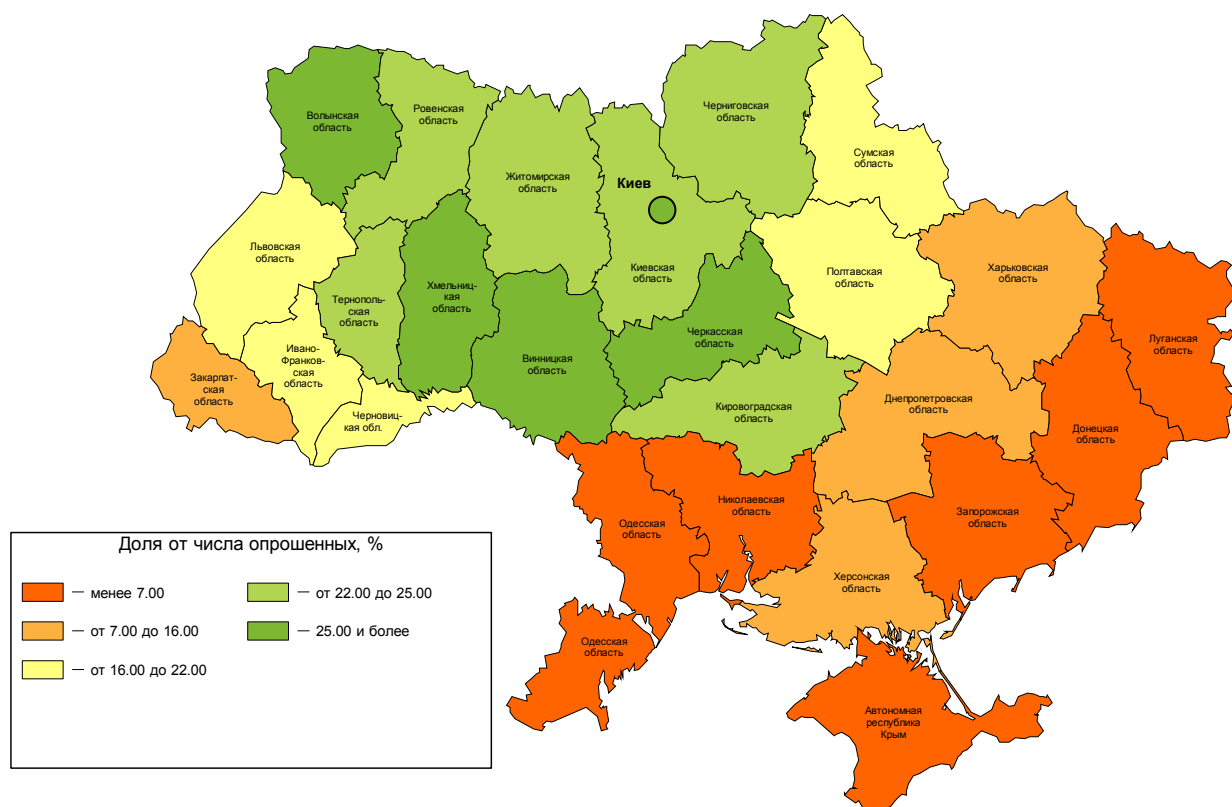 Волынская
область
Ровенская
область
Житомирская
область
Киев
Киевская
область
Черниговская
область
Сумская
область
Львовская
область
Тернополь-
ская
область
Хмельниц-
кая
область
Винницкая
область
Черкасская
область
Полтавская
область
Харьковская
область
Луганская
область
Закарпат-
ская
область
Ивано-
Франков-
ская
область
Черновиц-
кая обл.
Кировоградская
область
Днепропетровская
область
Донецкая
область
Одесская
область
Николаевская
область
Запорожская
область
Херсонская
область
Одесская
область
Автономная
республика
Крым
Доля от числа опрошенных, %
— менее 7.00
— от 7.00 до 16.00
— от 16.00 до 22.00
— от 22.00 до 25.00
— 25.00 и более